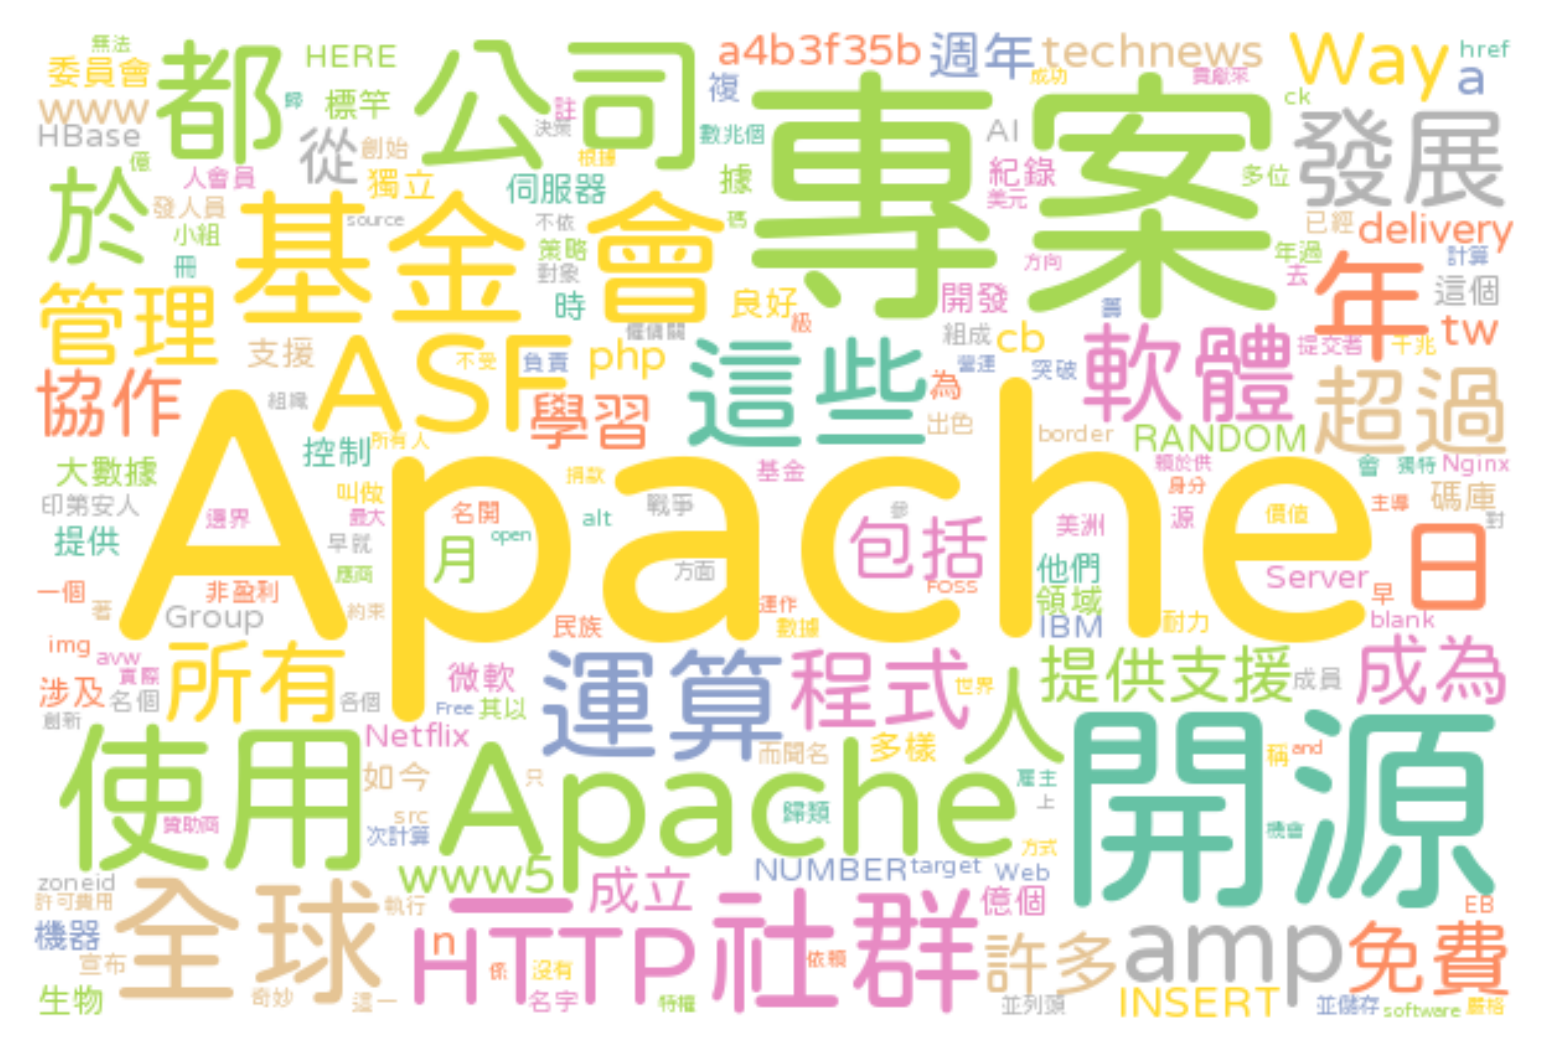 無法
HERE
a4b3f35b
週年
technews
Way
href
委員會
都
公司
複
成功
貢獻來
a
www
歸
標竿
註
專案
ck
HBase
從
創始
決策
數兆個
AI
發展
億
人會員
獨立
根據
伺服器
據
紀錄
多位
於
發人員
source
不依
碼
美元
已經
delivery
小組
基金會
策略
年過
冊
對象
方向
去
計算
管理
時
良好
開發
年
這個
僱傭關
級
組成
cb
籌
軟體
tw
支援
ASF
不受
負責
php
這些
營運
突破
提交者
千兆
協作
組織
學習
為
出色
超過
控制
所有人
border
RANDOM
大數據
Apache
捐款
基金
賴於供
會
獨特
Nginx
印第安人
叫做
戰爭
身分
主導
碼庫
邊界
最大
名開
alt
參
包括
美洲
源
價值
對
提供
早就
月
open
日
應商
方面
他們
Server
一個
非盈利
FOSS
領域
早
著
Group
約束
民族
運作
數據
IBM
耐力
blank
img
avw
所有
微軟
運算
程式
人
提供支援
成為
實際
世界
成員
涉及
名個
各個
Free
其以
創新
使用
Netflix
而聞名
多樣
開源
稱
and
如今
Apache
只
雇主
上
src
贊助商
次計算
歸類
機會
方式
zoneid
www5
NUMBER
target
Web
許可費用
全球
執行
一
成立
社群
億個
EB
機器
n
HTTP
許多
amp
免費
宣布
係
沒有
依賴
生物
奇妙
這一
名字
特權
並列頭
INSERT
並儲存
software
嚴格